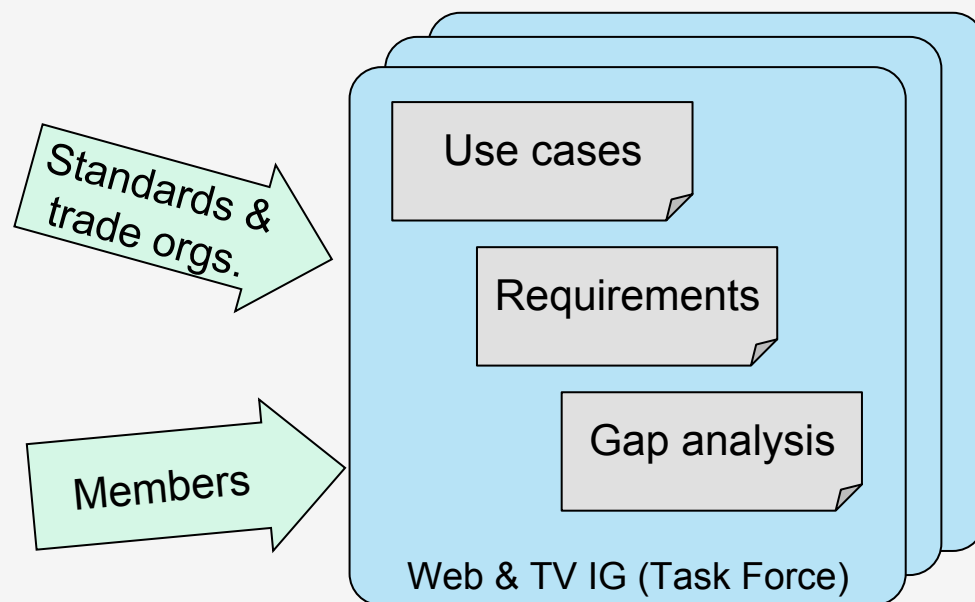 Standards &
trade orgs.
Members
Use cases
Requirements
Gap analysis
Web & TV IG (Task Force)